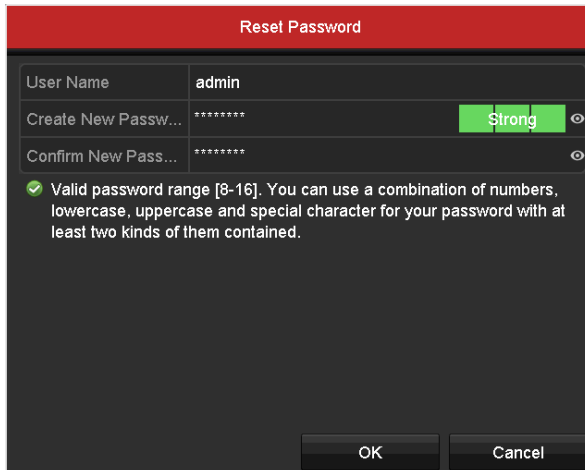 Reset Password
User Name admin
Create New Passw... ******** Strong
Confirm New Pass... ********
Valid password range [8-16]. You can use a combination of numbers,
lowercase, uppercase and special character for your password with at
least two kinds of them contained.
OK Cancel